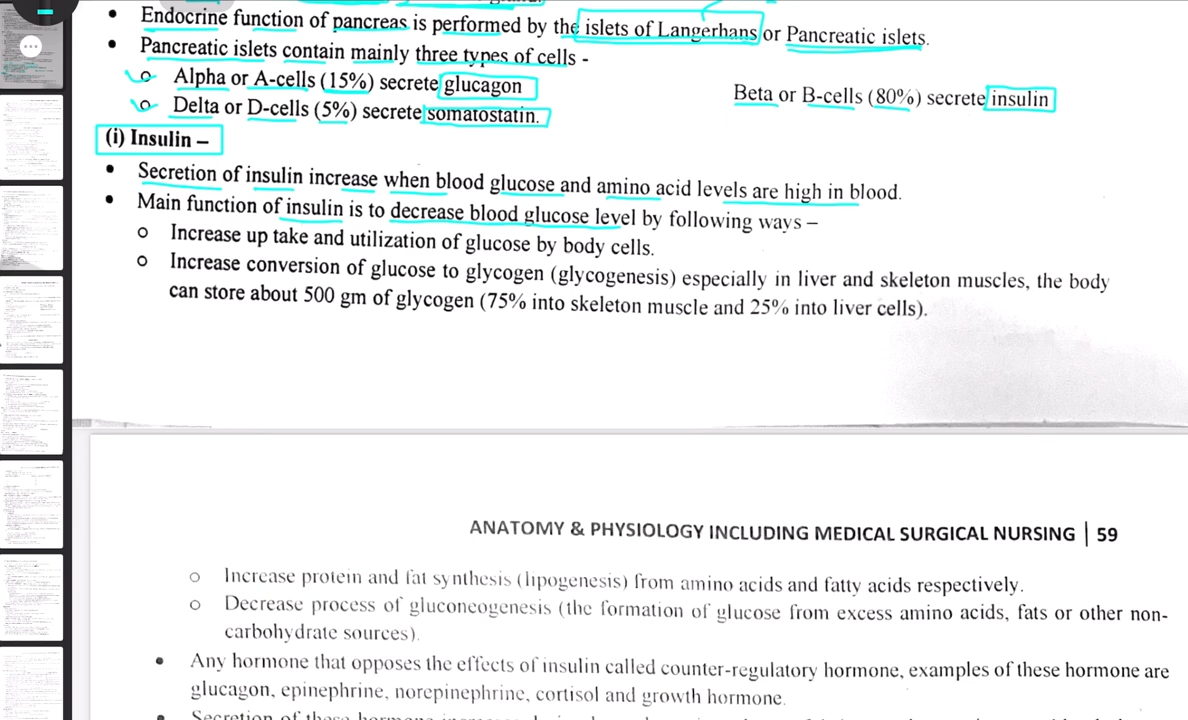 Endocrine function of pancreas is performed by the islets of Langerhans or Pancreatic islets.
Pancreatic islets contain mainly three types of cells -
Alpha or A-cells (15%) secrete glucagon
Beta or B-cells (80%) secrete insulin
Delta or D-cells (5%) secrete somatostatin.
(i) Insulin –
Secretion of insulin increase when blood glucose and amino acid levels are high in blood.
Main function of insulin is to decrease blood glucose level by following ways –
Increase up take and utilization of glucose by body cells.
Increase conversion of glucose to glycogen (glycogenesis) especially in liver and skeleton muscles, the body
can store about 500 gm of glycogen (75% into skeleton muscle and 25% into liver cells).
ANATOMY & PHYSIOLOGY INCLUDING MEDICAL SURGICAL NURSING | 59
Increase protein and fat synthesis (lipogenesis) from amino acids and fatty acids respectively.
Decrease process of gluconeogenesis (the formation of glucose from excess amino acids, fats or other non-
carbohydrate sources).
Any hormone that opposes the effects of insulin called counter-regulatory hormone, examples of these hormone are
glucagon, epinephrine, norepinephrine, cortisol and growth hormone.